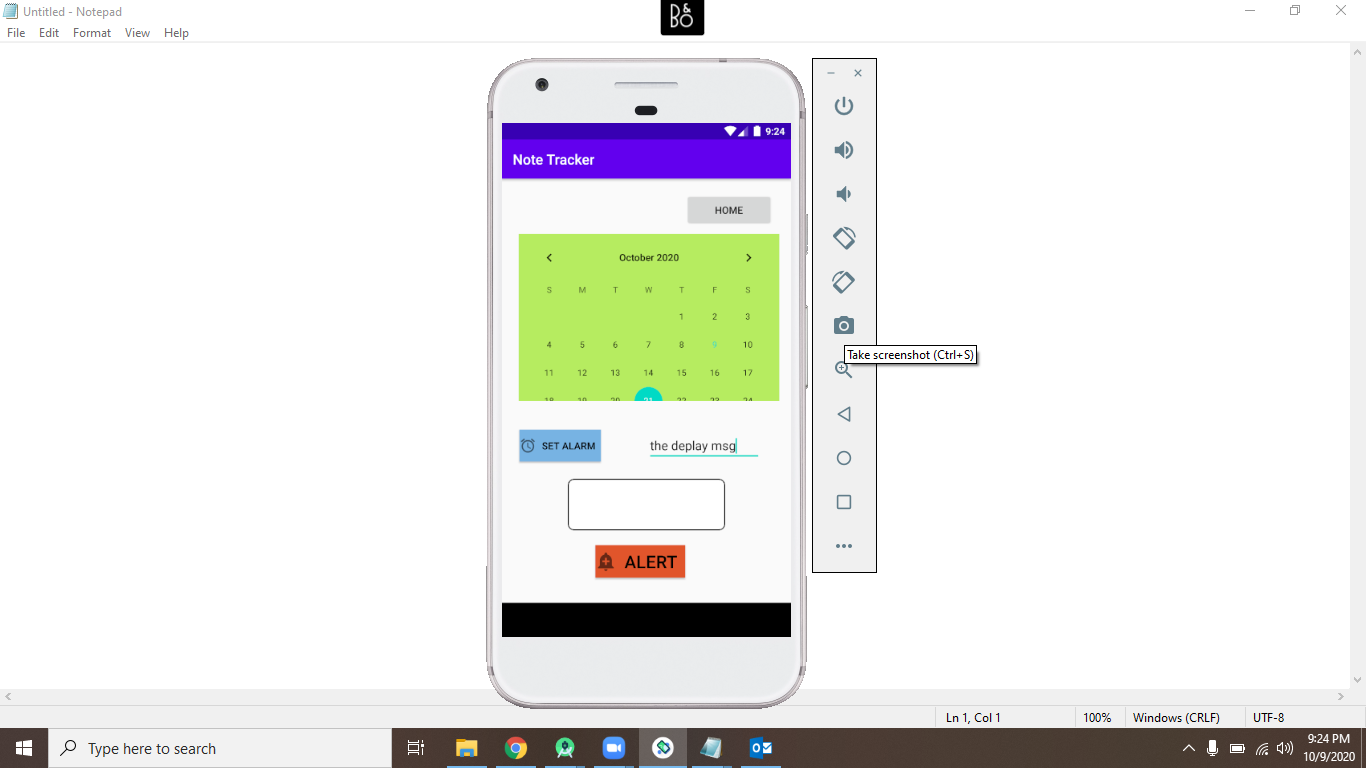 Untitled - Notepad
B&O
File Edit Format View Help
9:24
Note Tracker
HOME
October 2020
S M T W T F S
1 2 3
4 5 6 7 8 9 10
11 12 13 14 15 16 17
18 19 20 21 22 23 24
SET ALARM the deplay msg
ALERT
Take screenshot (Ctrl+S)
Ln 1, Col 1 100% Windows (CRLF) UTF-8
Type here to search
9:24 PM
10/9/2020